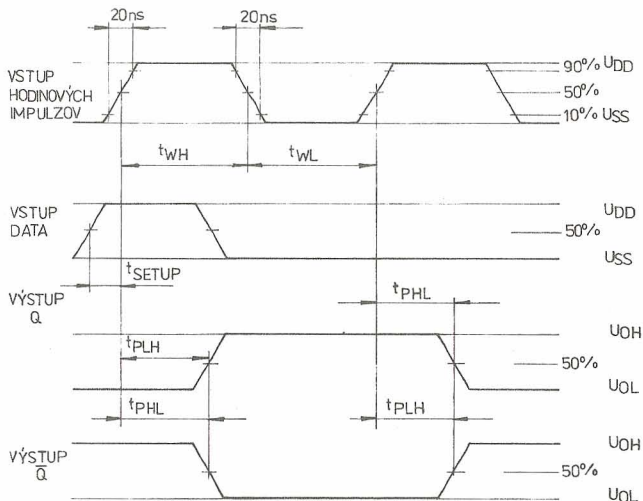 20ns 20ns
VSTUP
HODINOVÝCH
IMPULZOV
90% UDD
50%
10% USS
tWH tWL
VSTUP
DATA
UDD
50%
USS
tSETUP
VÝSTUP
Q
tPHL
tPLH
UOH
50%
UOL
tPHL tPLH
VÝSTUP
Q̅
UOH
50%
UOL